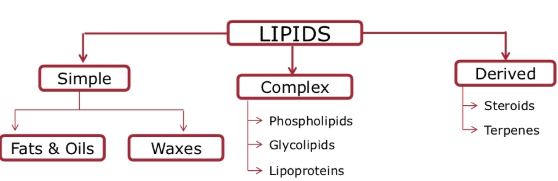 LIPIDS
Simple
Fats & Oils
Waxes
Complex
Phospholipids
Glycolipids
Lipoproteins
Derived
Steroids
Terpenes